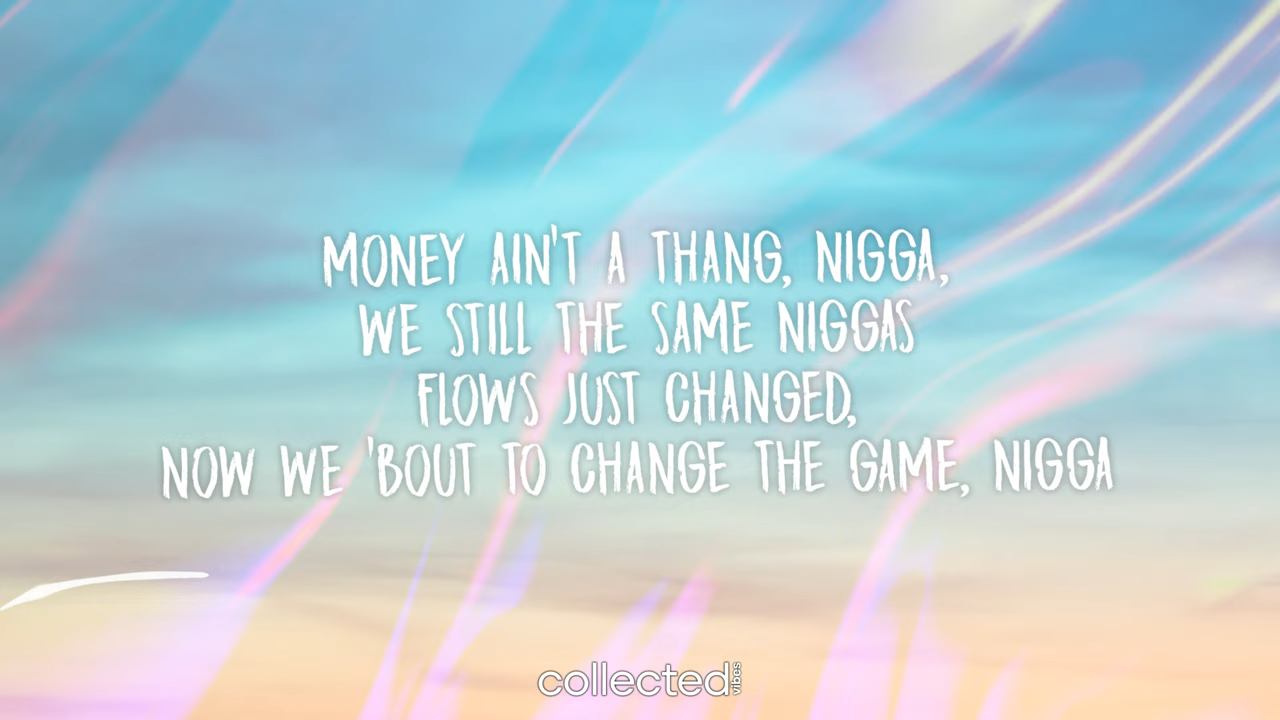 MONEY AIN'T A THANG, NIGGA,
WE STILL THE SAME NIGGAS
FLOWS JUST CHANGED,
NOW WE 'BOUT TO CHANGE THE GAME, NIGGA
collected vibes